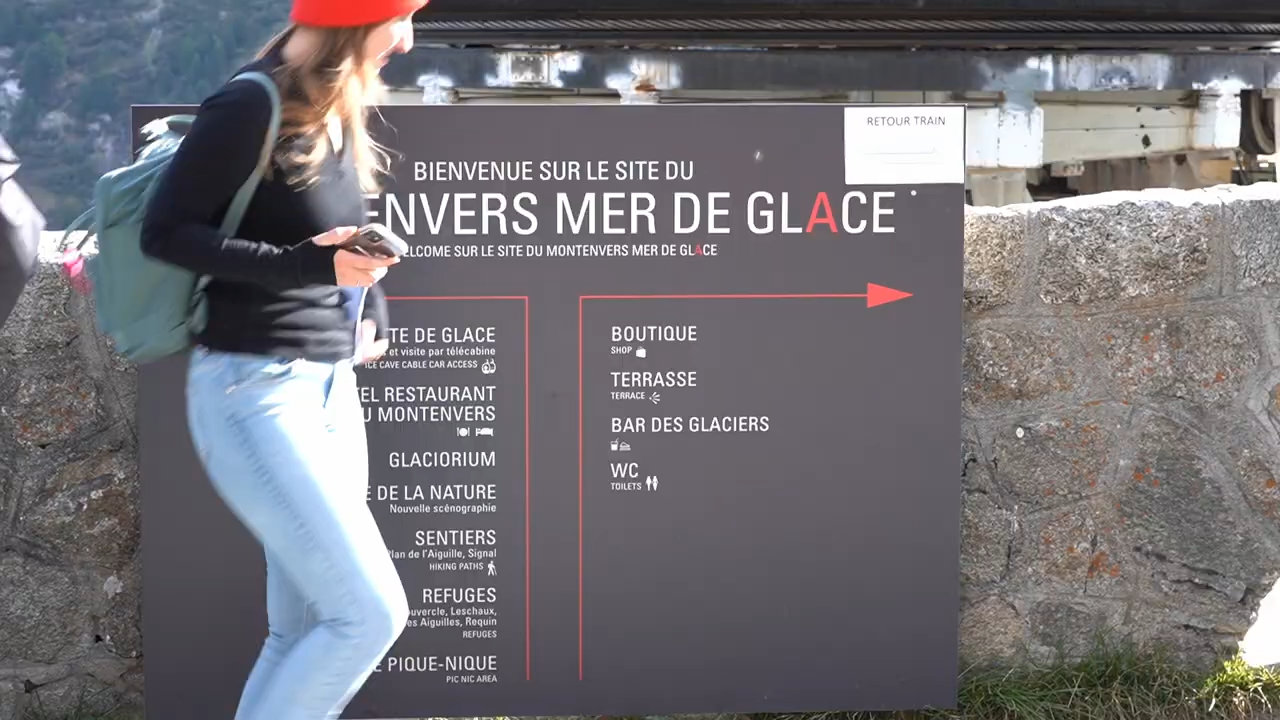 RETOUR TRAIN
BIENVENUE SUR LE SITE DU
ENVERS MER DE GLACE
ELCOME SUR LE SITE DU MONTENVERS MER DE GLACE
TE DE GLACE
et visite par télécabine
ICE CAVE CABLE CAR ACCESS
EL RESTAURANT
U MONTENVERS
GLACIORIUM
E DE LA NATURE
Nouvelle scénographie
SENTIERS
Plan de l'Aiguille, Signal
HIKING PATHS
REFUGES
ouvercle, Leschaux,
es Aiguilles, Requin
REFUGES
E PIQUE-NIQUE
PIC NIC AREA
BOUTIQUE
SHOP
TERRASSE
TERRACE
BAR DES GLACIERS
WC
TOILETS